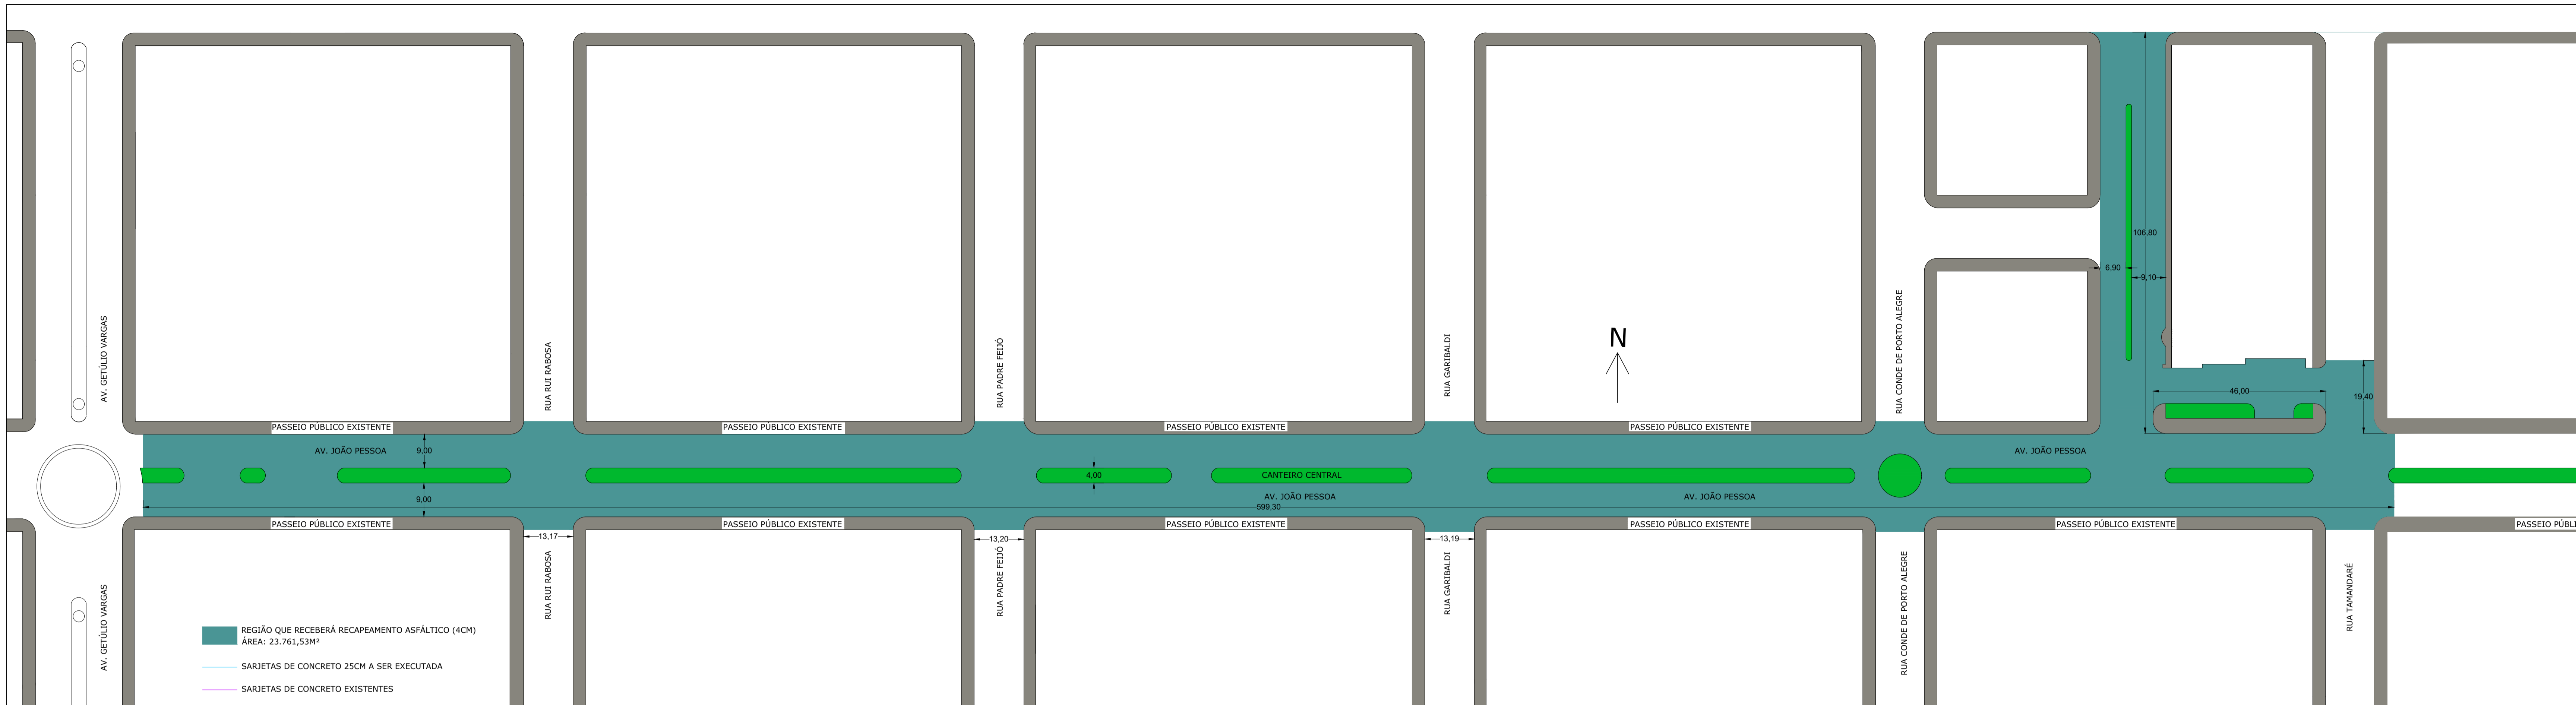 106,80
6,90
9,10
N
46,00
19,40
AV. GETÚLIO VARGAS
RUA RUI RABOSA
RUA PADRE FEIJÓ
RUA GARIBALDI
RUA CONDE DE PORTO ALEGRE
PASSEIO PÚBLICO EXISTENTE
PASSEIO PÚBLICO EXISTENTE
PASSEIO PÚBLICO EXISTENTE
PASSEIO PÚBLICO EXISTENTE
AV. JOÃO PESSOA
9,00
AV. JOÃO PESSOA
4,00
CANTEIRO CENTRAL
9,00
AV. JOÃO PESSOA
AV. JOÃO PESSOA
599,30
PASSEIO PÚBLICO EXISTENTE
PASSEIO PÚBLICO EXISTENTE
PASSEIO PÚBLICO EXISTENTE
PASSEIO PÚBLICO EXISTENTE
PASSEIO PÚBLICO EXISTENTE
PASSEIO PÚBLI
13,17
13,20
13,19
AV. GETÚLIO VARGAS
RUA RUI RABOSA
RUA PADRE FEIJÓ
RUA GARIBALDI
RUA CONDE DE PORTO ALEGRE
RUA TAMANDARÉ
REGIÃO QUE RECEBERÁ RECAPEAMENTO ASFÁLTICO (4CM)
ÁREA: 23.761,53M²
SARJETAS DE CONCRETO 25CM A SER EXECUTADA
SARJETAS DE CONCRETO EXISTENTES